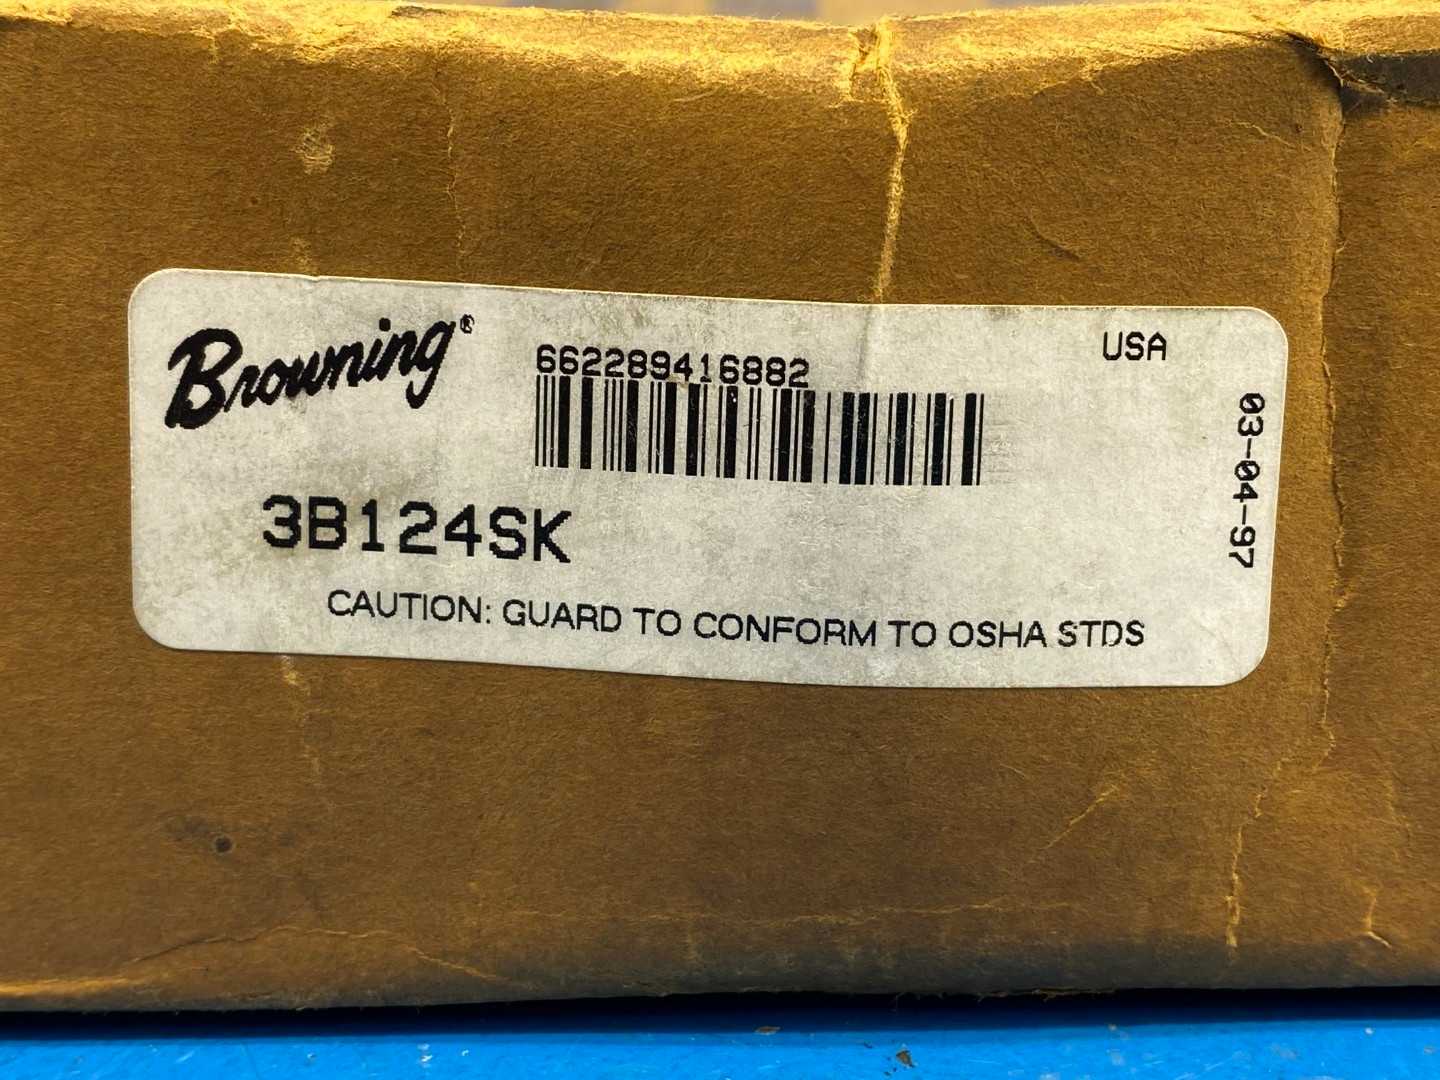 Browning®
662289416882
USA
03-04-97
3B124SK
CAUTION: GUARD TO CONFORM TO OSHA STDS